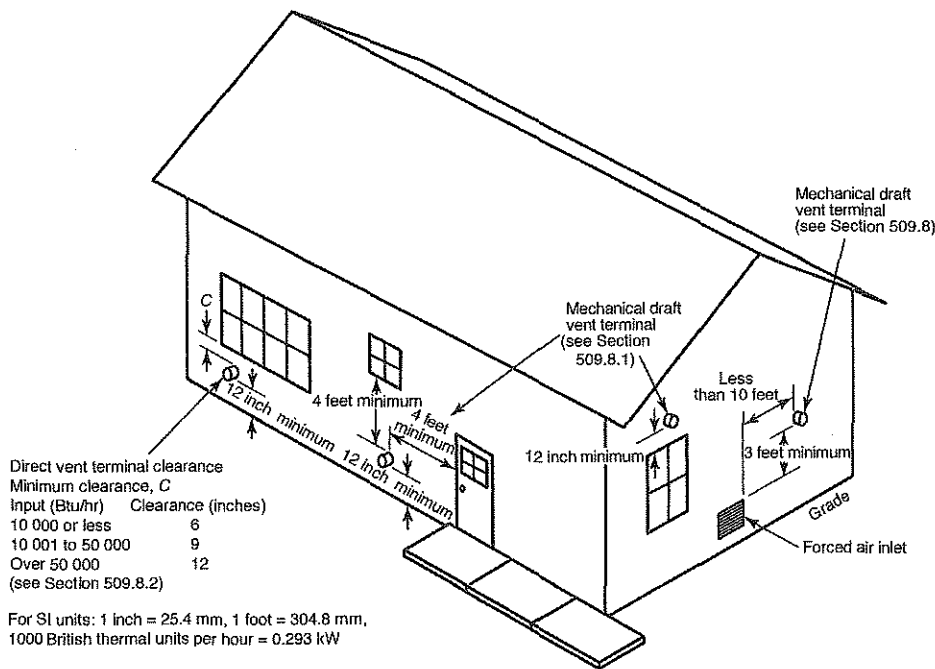 Mechanical draft
vent terminal
(see Section 509.8)
Mechanical draft
vent terminal
(see Section
509.8.1)
C
Less
than 10 feet
4 feet minimum
4 feet
minimum
12 inch minimum
12 inch minimum
12 inch minimum
3 feet minimum
Grade
Forced air inlet
Direct vent terminal clearance
Minimum clearance, C
Input (Btu/hr) Clearance (inches)
10 000 or less 6
10 001 to 50 000 9
Over 50 000 12
(see Section 509.8.2)
For SI units: 1 inch = 25.4 mm, 1 foot = 304.8 mm,
1000 British thermal units per hour = 0.293 kW